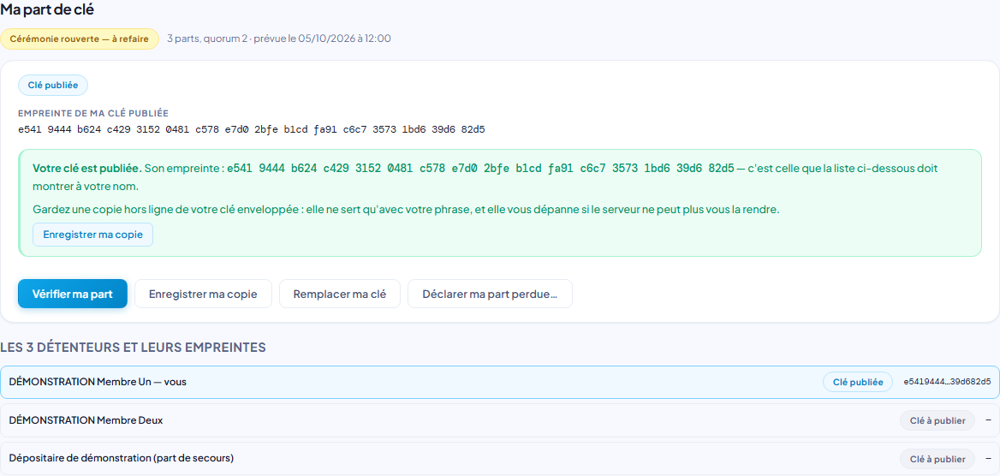 Ma part de clé
Cérémonie rouverte — à refaire 3 parts, quorum 2 · prévue le 05/10/2026 à 12:00
Clé publiée
EMPREINTE DE MA CLÉ PUBLIÉE
e541 9444 b624 c429 3152 0481 c578 e7d0 2bfe b1cd fa91 c6c7 3573 1bd6 39d6 82d5
Votre clé est publiée. Son empreinte : e541 9444 b624 c429 3152 0481 c578 e7d0 2bfe b1cd fa91 c6c7 3573 1bd6 39d6 82d5 — c'est celle que la liste ci-dessous doit
montrer à votre nom.
Gardez une copie hors ligne de votre clé enveloppée : elle ne sert qu'avec votre phrase, et elle vous dépanne si le serveur ne peut plus vous la rendre.
Enregistrer ma copie
Vérifier ma part Enregistrer ma copie Remplacer ma clé Déclarer ma part perdue…
LES 3 DÉTENTEURS ET LEURS EMPREINTES
DÉMONSTRATION Membre Un — vous Clé publiée e5419444…39d682d5
DÉMONSTRATION Membre Deux Clé à publier —
Dépositaire de démonstration (part de secours) Clé à publier —